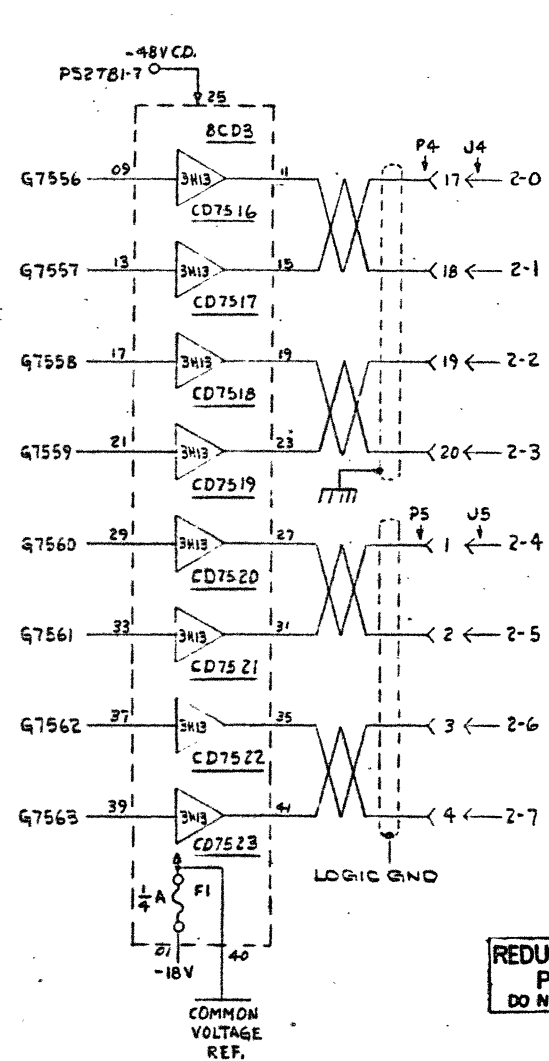 -48V C.D.
PS2TB1-7
25
8CD3
P4 J4
G7556 09 3H13 11 17 2-0
CD7516
G7557 13 3H13 15 18 2-1
CD7517
G7558 17 3H13 19 19 2-2
CD7518
G7559 21 3H13 23 20 2-3
CD7519
P5 J5
G7560 29 3H13 27 1 2-4
CD7520
G7561 33 3H13 31 2 2-5
CD7521
G7562 37 3H13 35 3 2-6
CD7522
G7563 39 3H13 41 4 2-7
CD7523
LOGIC GND
1/4 A F1
01 40
-18V
COMMON
VOLTAGE
REF.
REDU
P
DO N